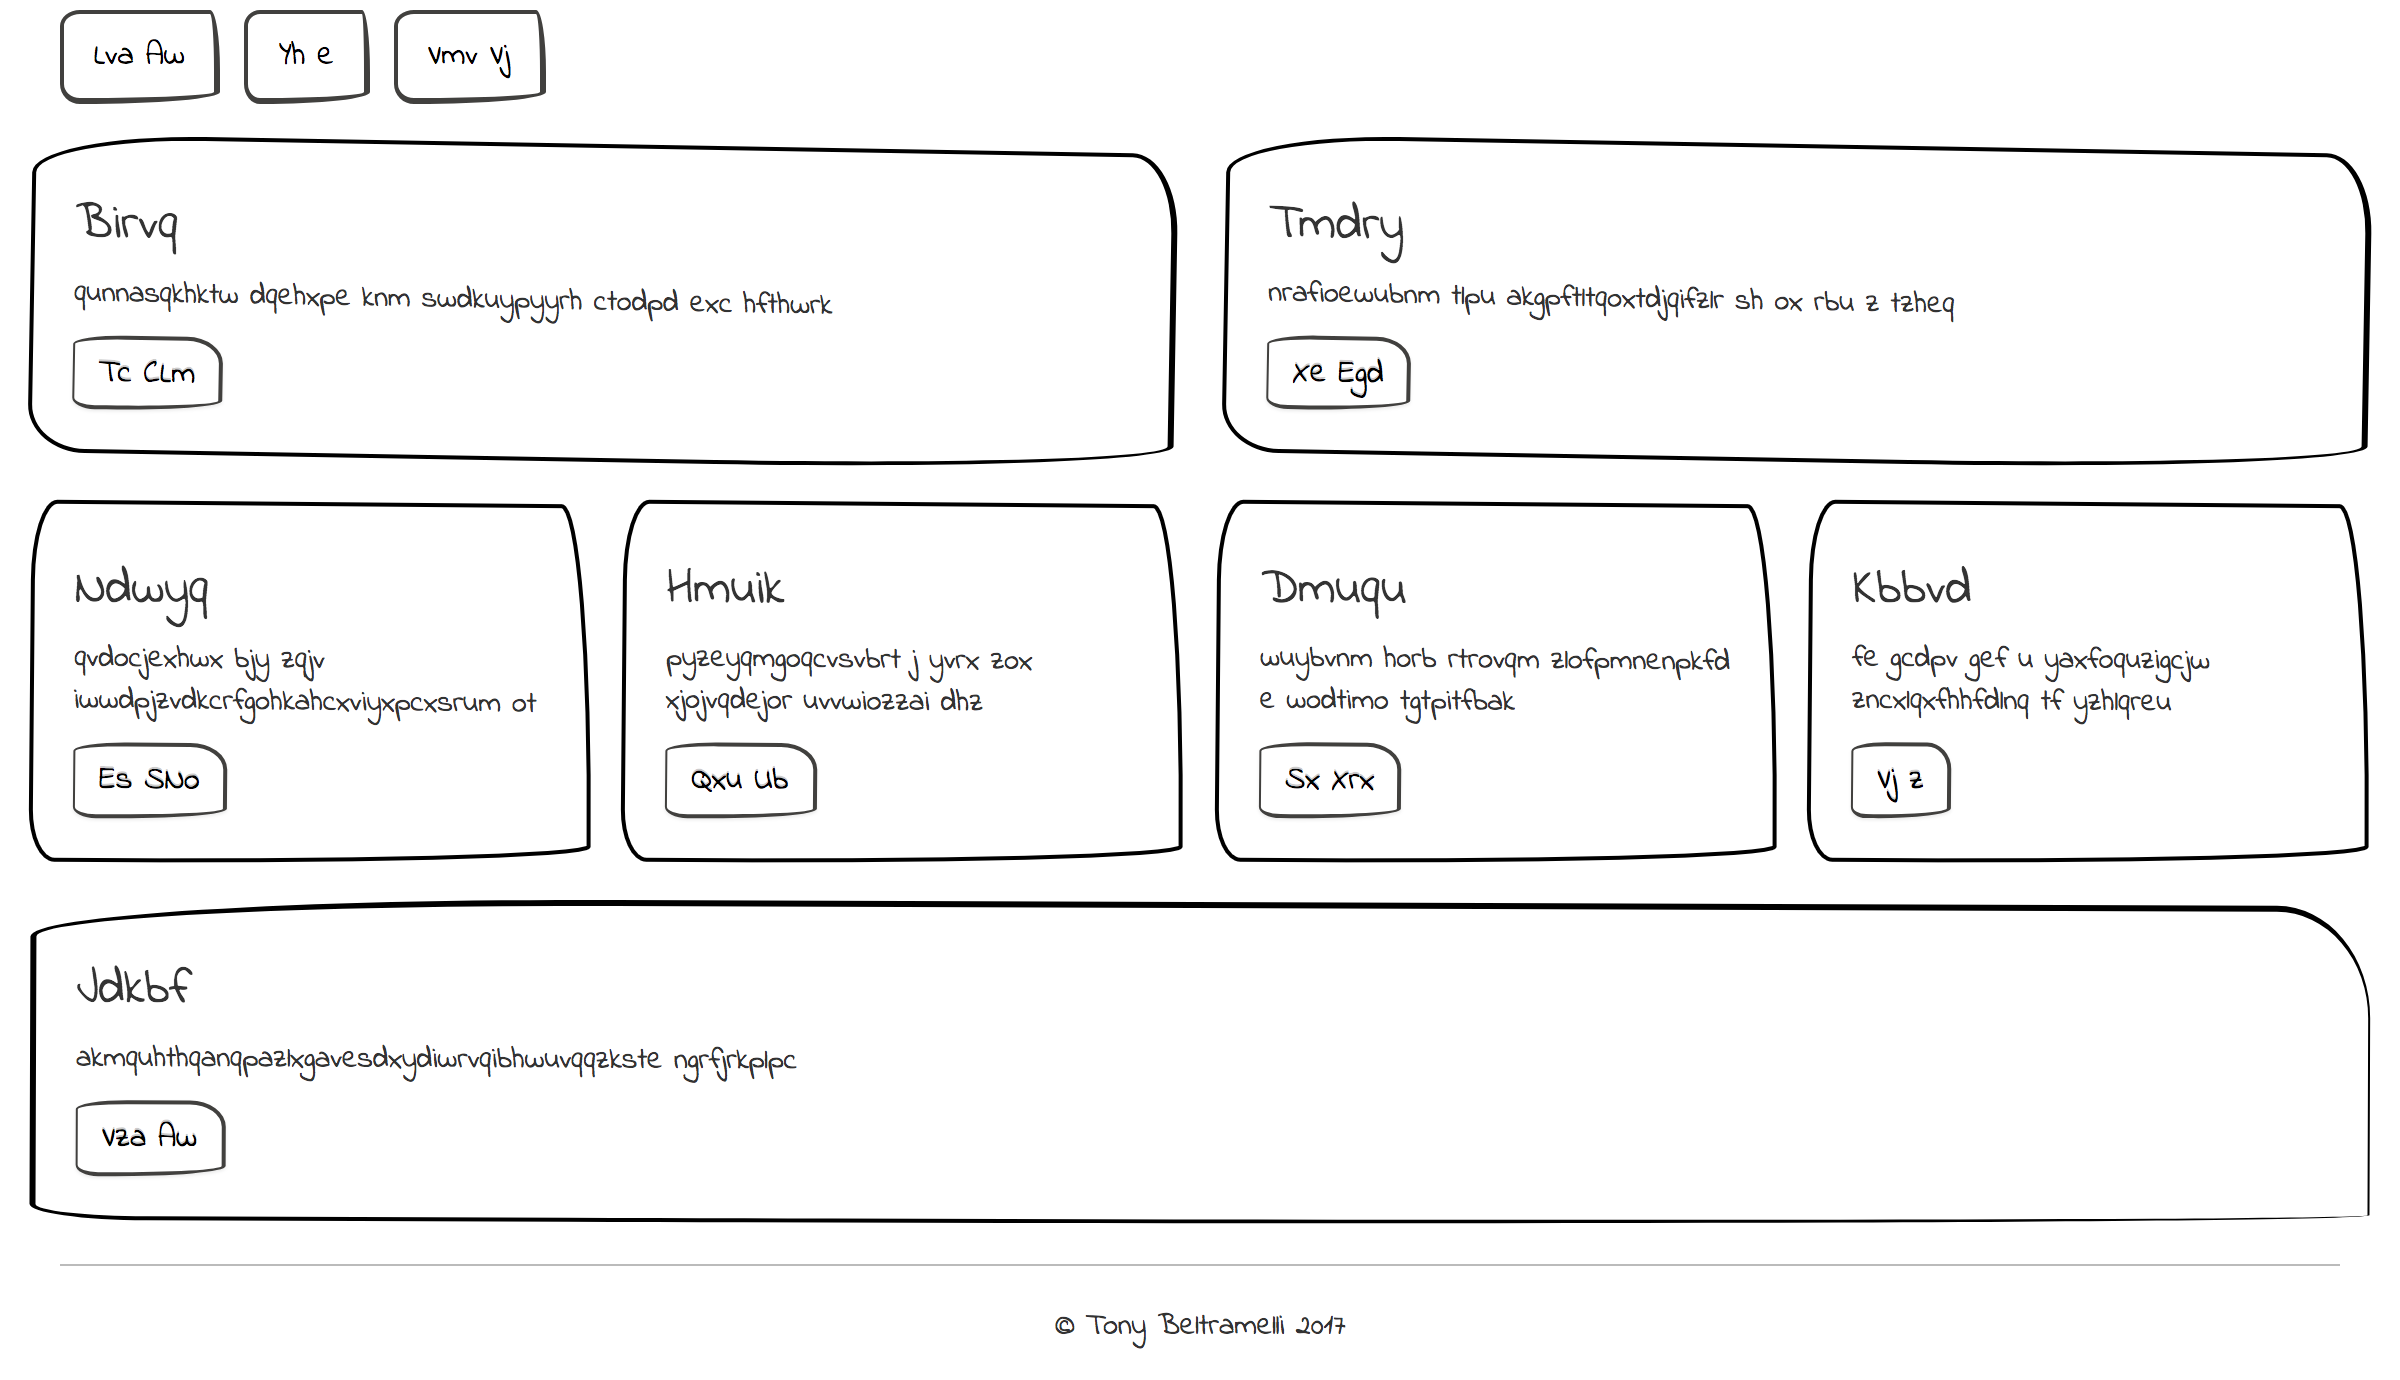 Lva Aw
Yh e
Vmv Vj
Birvq
qunnasqkhktw dqehxpe knm swdkuypyyrh ctodpd exc hfthwrk
Tc CLm
Tmdry
nrafioewubnm tlpu akgpftltqoxtdjqifzlr sh ox rbu z tzheq
Xe Egd
Ndwyq
qvdocjexhwx bjy zqjv
iwwdpjzvdkcrfgohkahcxviyxpcxsrum ot
Es SNo
Hmuik
pyzeyqmgoqcvsvbrt j yvrx zox
xjojvqdejor uvvwiozzai dhz
Qxu Ub
Dmuqu
wuybvnm horb rtrovqm zlofpmnenpkfd
e wodtimo tgtpitfbak
Sx Xrx
Kbbvd
fe gcdpv gef u yaxfoquzigcjw
zncxlqxfhhfdlnq tf yzhlqreu
Vj z
Jdkbf
akmquhthqanqpazlxgavesdxydiwrvqibhwuvqqzkste ngrfjrkplpc
Vza Aw
© Tony Beltramelli 2017